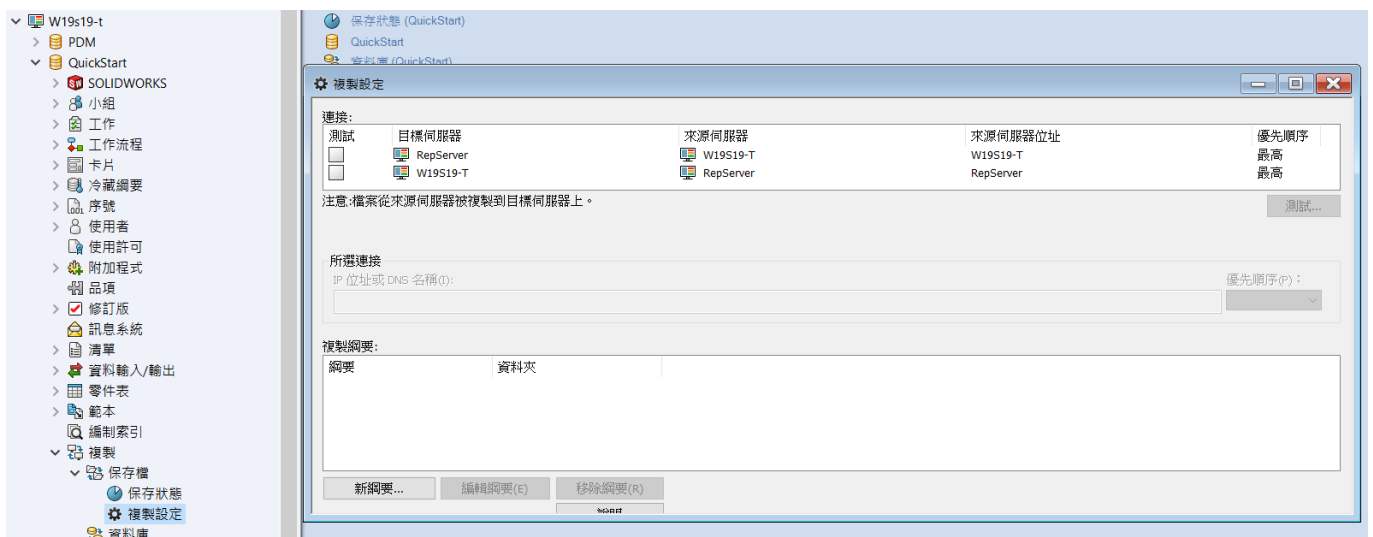 W19s19-t
PDM
QuickStart
SOLIDWORKS
小組
工作
工作流程
卡片
冷藏綱要
序號
使用者
使用許可
附加程式
品項
修訂版
訊息系統
清單
資料輸入/輸出
零件表
範本
編制索引
複製
保存檔
保存狀態
複製設定
資料庫
保存狀態 (QuickStart)
QuickStart
資料庫 (QuickStart)
複製設定
連接:
測試 目標伺服器 來源伺服器 來源伺服器位址 優先順序
RepServer W19S19-T W19S19-T 最高
W19S19-T RepServer RepServer 最高
注意:檔案從來源伺服器被複製到目標伺服器上。
測試...
所選連接
IP 位址或 DNS 名稱(I): 優先順序(P)：
複製綱要:
綱要 資料夾
新綱要... 編輯綱要(E) 移除綱要(R)
說明